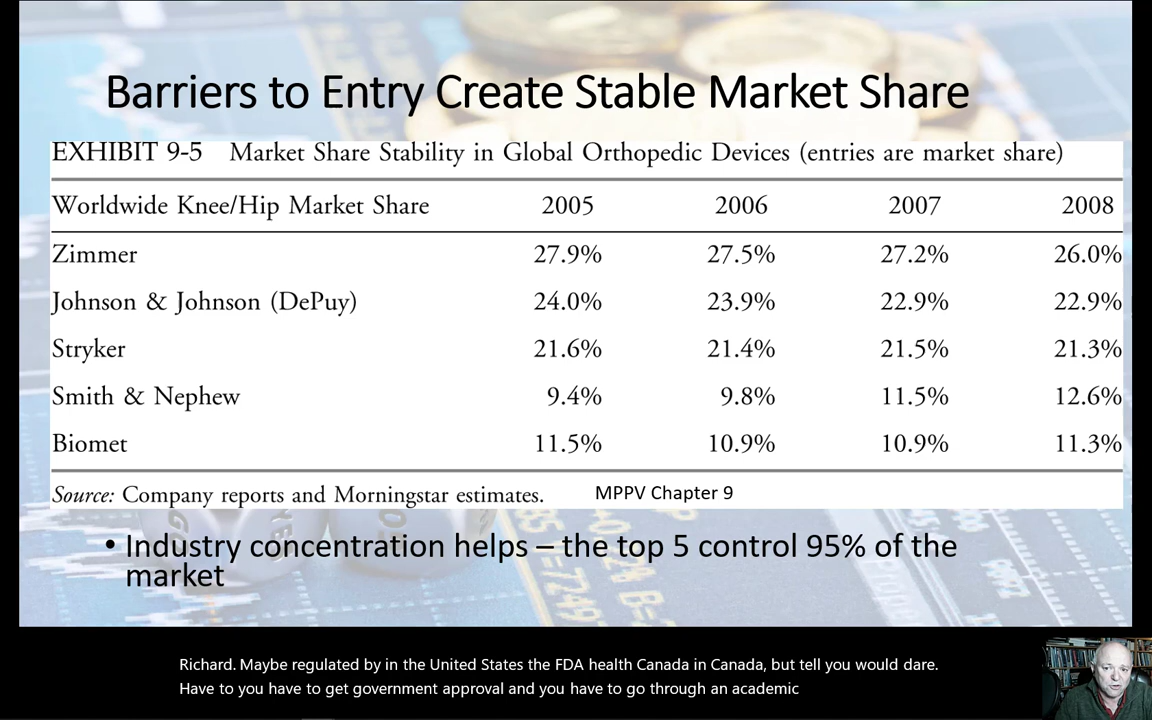 Barriers to Entry Create Stable Market Share
EXHIBIT 9-5 Market Share Stability in Global Orthopedic Devices (entries are market share)
Worldwide Knee/Hip Market Share 2005 2006 2007 2008
Zimmer 27.9% 27.5% 27.2% 26.0%
Johnson & Johnson (DePuy) 24.0% 23.9% 22.9% 22.9%
Stryker 21.6% 21.4% 21.5% 21.3%
Smith & Nephew 9.4% 9.8% 11.5% 12.6%
Biomet 11.5% 10.9% 10.9% 11.3%
Source: Company reports and Morningstar estimates. MPPV Chapter 9
• Industry concentration helps – the top 5 control 95% of the
market
Richard. Maybe regulated by in the United States the FDA health Canada in Canada, but tell you would dare.
Have to you have to get government approval and you have to go through an academic